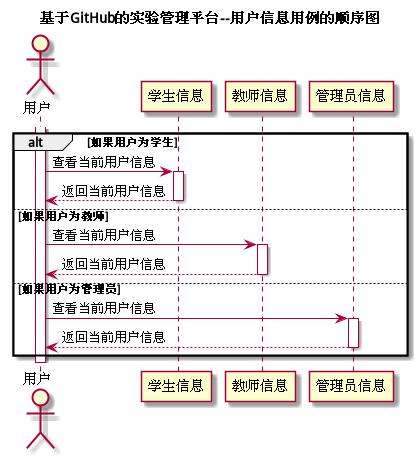 基于GitHub的实验管理平台--用户信息用例的顺序图
用户
学生信息
教师信息
管理员信息
alt
[如果用户为学生]
查看当前用户信息
返回当前用户信息
[如果用户为教师]
查看当前用户信息
返回当前用户信息
[如果用户为管理员]
查看当前用户信息
返回当前用户信息
用户
学生信息
教师信息
管理员信息